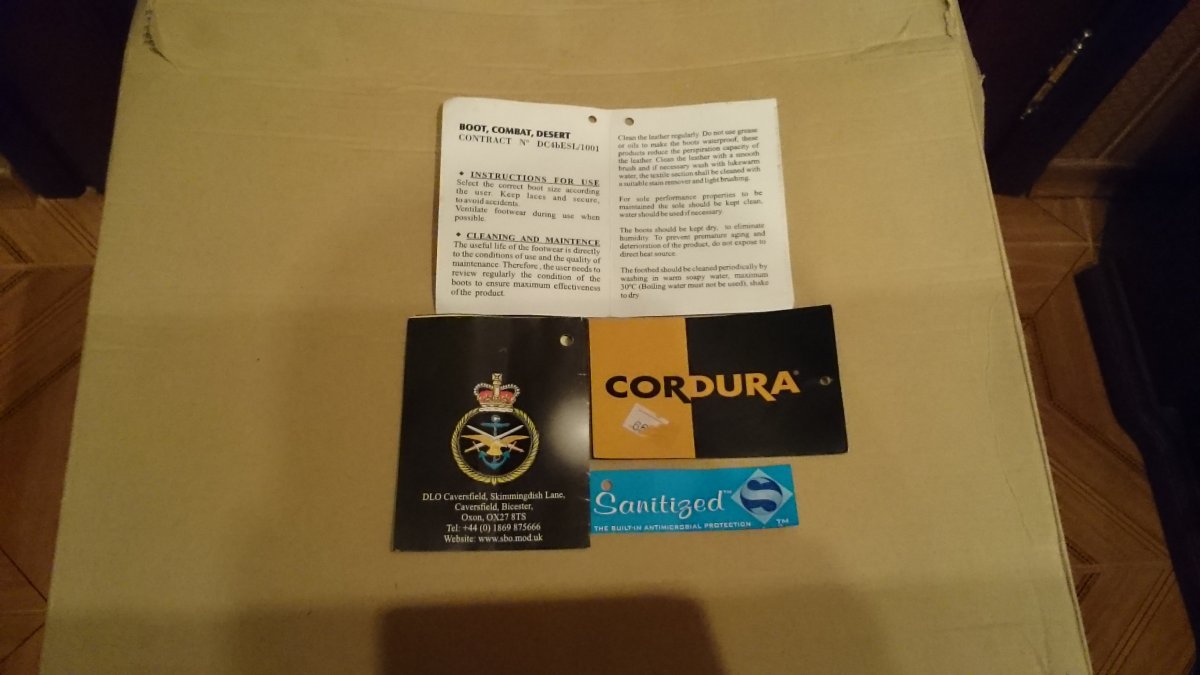 BOOT, COMBAT, DESERT
CONTRACT Nº DC4bESL/1001
♦ INSTRUCTIONS FOR USE
Select the correct boot size according
the user. Keep laces and secure,
to avoid accidents.
Ventilate footwear during use when
possible.
♦ CLEANING AND MAINTENCE
The useful life of the footwear is directly
to the conditions of use and the quality of
maintenance. Therefore, the user needs to
review regularly the condition of the
boots to ensure maximum effectiveness
of the product.
Clean the leather regularly. Do not use grease
or oils to make the boots waterproof, these
products reduce the perspiration capacity of
the leather. Clean the leather with a smooth
brush and if necessary wash with lukewarm
water, the textile section shall be cleaned with
a suitable stain remover and light brushing.
For sole performance properties to be
maintained the sole should be kept clean,
water should be used if necessary.
The boots should be kept dry, to eliminate
humidity. To prevent premature aging and
deterioration of the product, do not expose to
direct heat source.
The footbed should be cleaned periodically by
washing in warm soapy water, maximum
30ºC (Boiling water must not be used), shake
to dry
DLO Caversfield, Skimmingdish Lane,
Caversfield, Bicester,
Oxon, OX27 8TS
Tel: +44 (0) 1869 875666
Website: www.sbo.mod.uk
CORDURA®
Sanitized™
THE BUILT-IN ANTIMICROBIAL PROTECTION
S
™